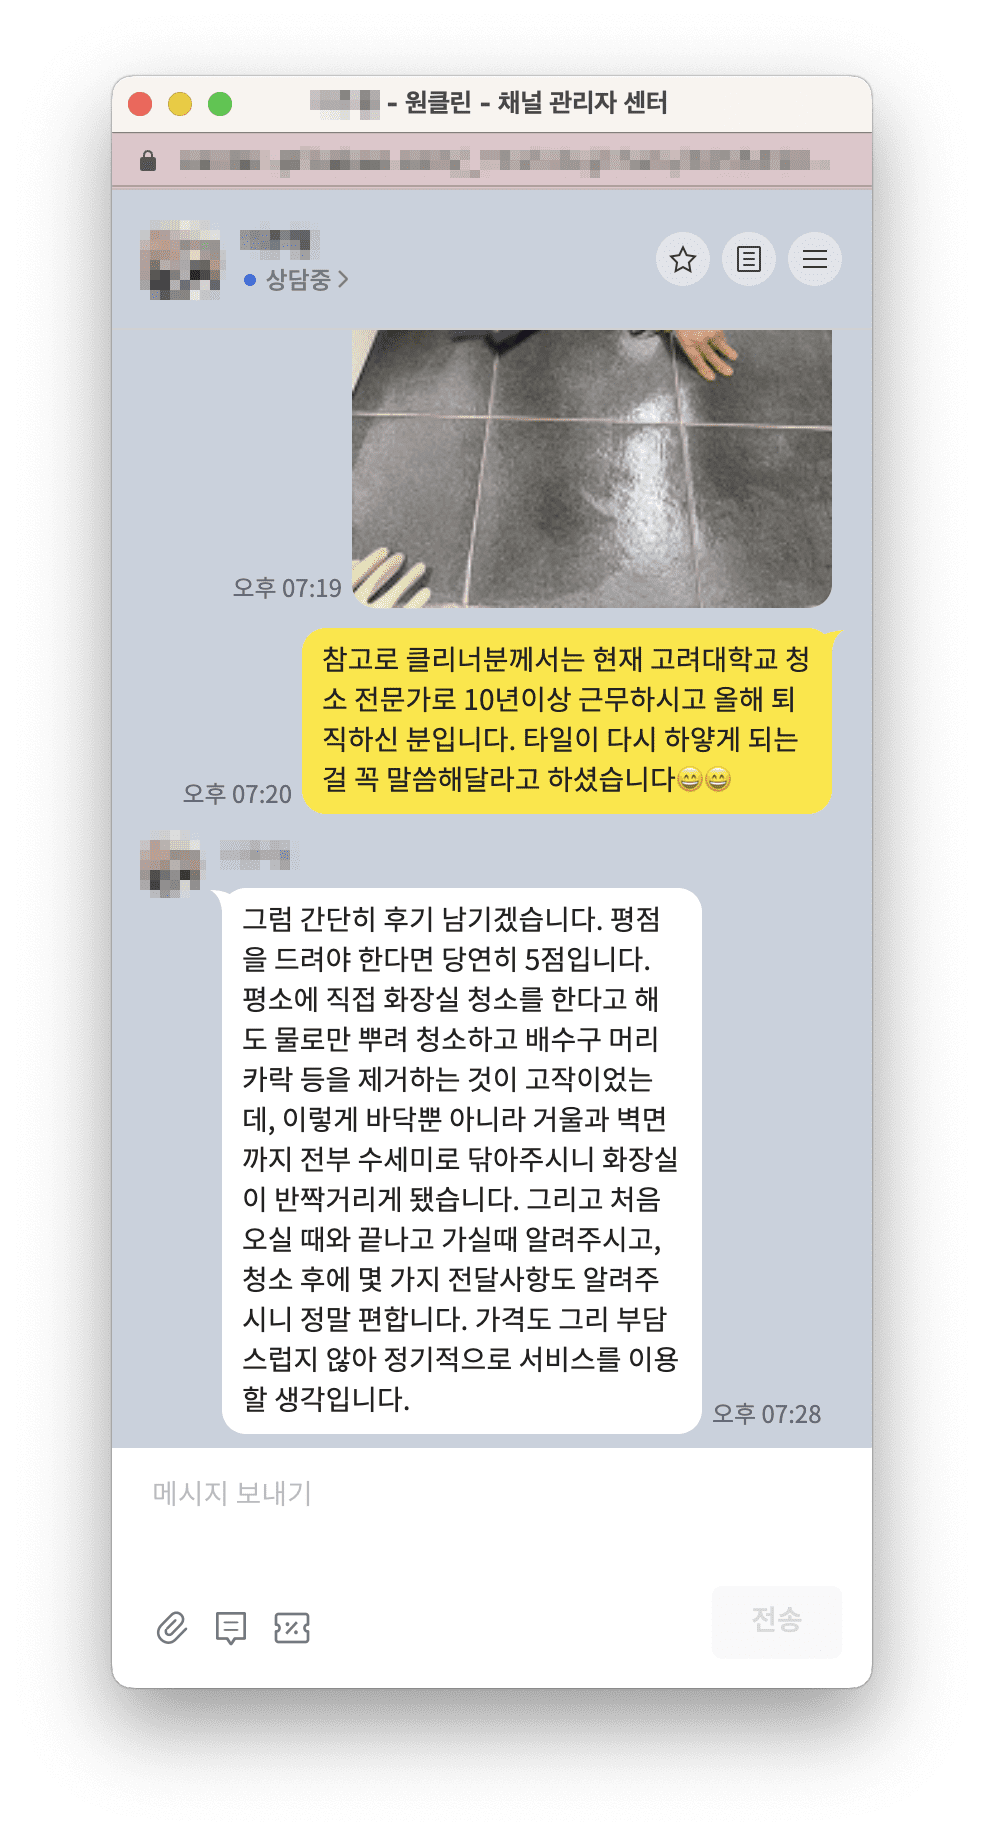 - 원클린 - 채널 관리자 센터
상담중
오후 07:19
참고로 클리너분께서는 현재 고려대학교 청
소 전문가로 10년이상 근무하시고 올해 퇴
직하신 분입니다. 타일이 다시 하얗게 되는
걸 꼭 말씀해달라고 하셨습니다😄😄
오후 07:20
그럼 간단히 후기 남기겠습니다. 평점
을 드려야 한다면 당연히 5점입니다.
평소에 직접 화장실 청소를 한다고 해
도 물로만 뿌려 청소하고 배수구 머리
카락 등을 제거하는 것이 고작이었는
데, 이렇게 바닥뿐 아니라 거울과 벽면
까지 전부 수세미로 닦아주시니 화장실
이 반짝거리게 됐습니다. 그리고 처음
오실 때와 끝나고 가실때 알려주시고,
청소 후에 몇 가지 전달사항도 알려주
시니 정말 편합니다. 가격도 그리 부담
스럽지 않아 정기적으로 서비스를 이용
할 생각입니다.
오후 07:28
메시지 보내기
전송